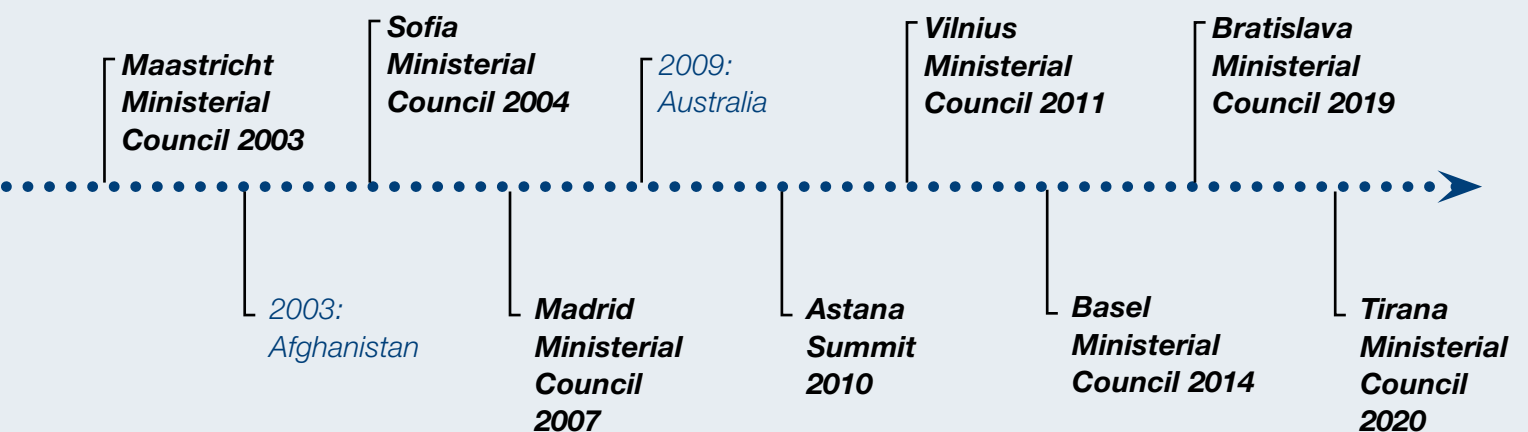 Maastricht
Ministerial
Council 2003
2003:
Afghanistan
Sofia
Ministerial
Council 2004
Madrid
Ministerial
Council
2007
2009:
Australia
Astana
Summit
2010
Vilnius
Ministerial
Council 2011
Basel
Ministerial
Council 2014
Bratislava
Ministerial
Council 2019
Tirana
Ministerial
Council
2020